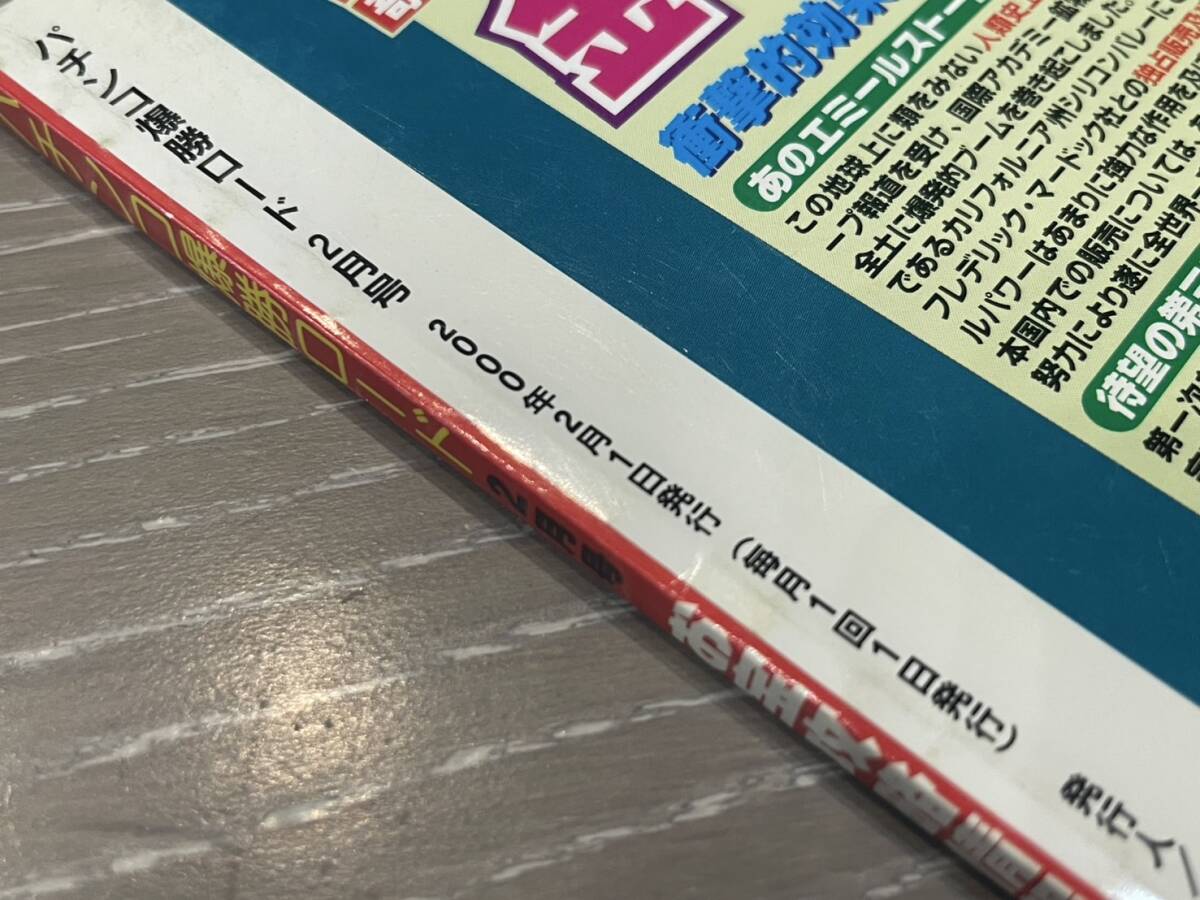 パチンコ爆勝ロード 2月号 2000年2月1日発行（毎月1回1日発行） 発行人／
パチンコ爆勝ロード 2月号
奇
衝撃的効果
あのエミールストー
この地球上に類をみない人類史上
ープ報道を受け、国際アカデミー鉱物
全土に爆発的ブームを巻き起こしました。
であるカリフォルニア州シリコンバレーに
フレデリック・マードック社との独占販売
ルパワーはあまりに強力な作用を
本国内での販売については、
努力により遂に全世界
待望の第
第一次